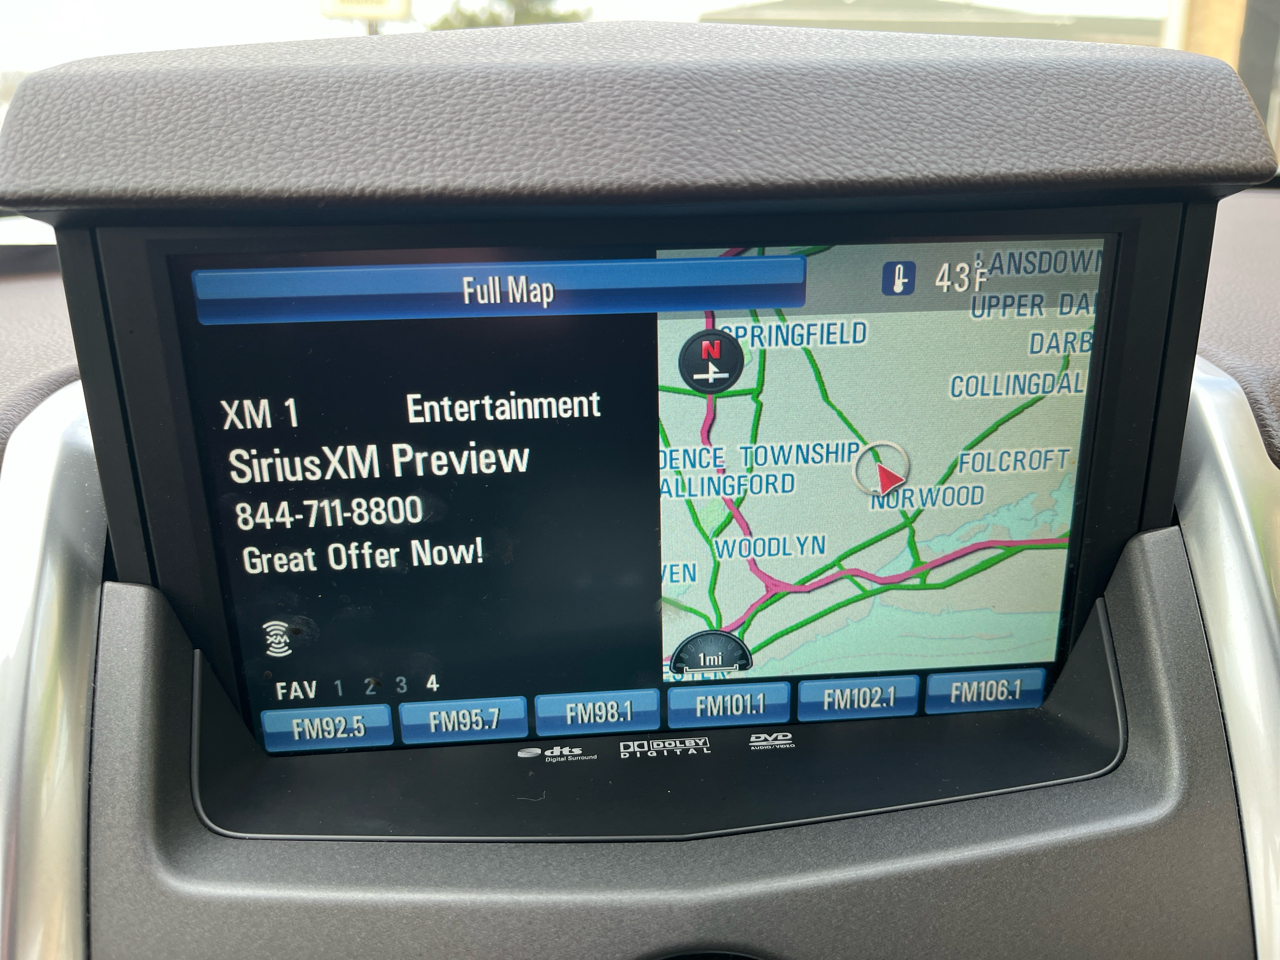 Full Map
43°F
XM 1 Entertainment
SiriusXM Preview
844-711-8800
Great Offer Now!
XM
FAV 1 2 3 4
FM92.5 FM95.7 FM98.1 FM101.1 FM102.1 FM106.1
LANSDOWN
UPPER DA
DARB
SPRINGFIELD
N
COLLINGDAL
DENCE TOWNSHIP
FOLCROFT
ALLINGFORD
NORWOOD
WOODLYN
VEN
1mi
ESTER
dts
Digital Surround
DOLBY
DIGITAL
DVD
AUDIO/VIDEO